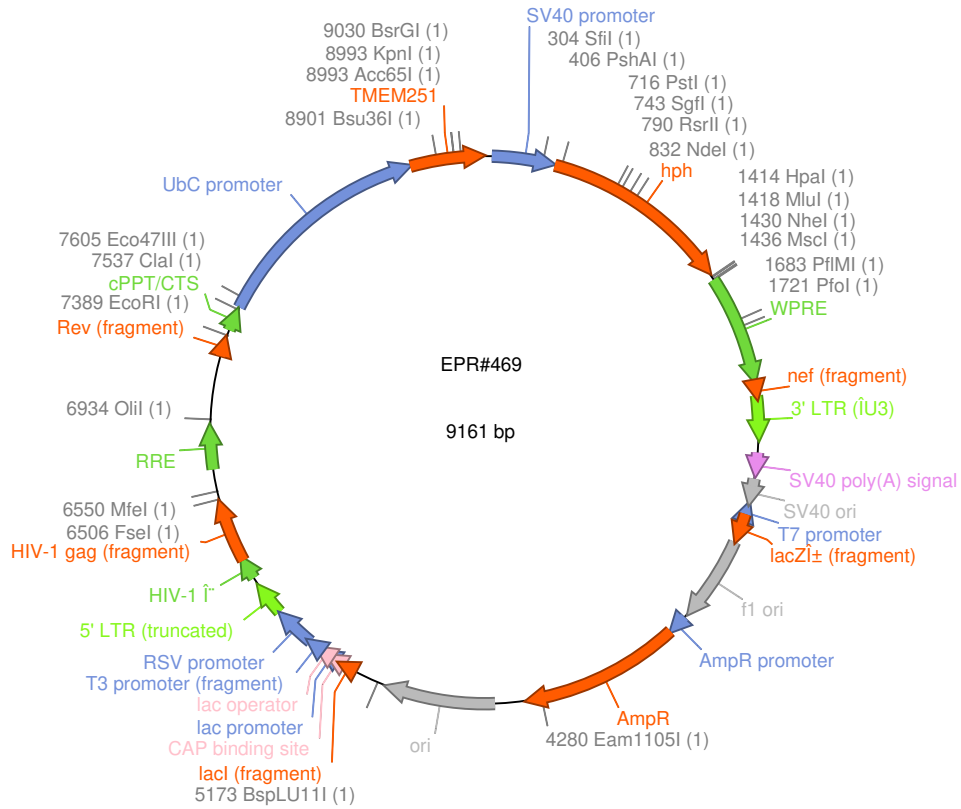 SV40 promoter
304 SfiI (1)
406 PshAI (1)
716 PstI (1)
743 SgfI (1)
790 RsrII (1)
832 NdeI (1)
hph
1414 HpaI (1)
1418 MluI (1)
1430 NheI (1)
1436 MscI (1)
1683 PflMI (1)
1721 PfoI (1)
WPRE
nef (fragment)
3' LTR (ÎU3)
SV40 poly(A) signal
SV40 ori
T7 promoter
lacZÎ± (fragment)
f1 ori
AmpR promoter
AmpR
4280 Eam1105I (1)
ori
5173 BspLU11I (1)
lacI (fragment)
CAP binding site
lac promoter
lac operator
T3 promoter (fragment)
RSV promoter
5' LTR (truncated)
HIV-1 Î¨
HIV-1 gag (fragment)
6506 FseI (1)
6550 MfeI (1)
RRE
6934 OliI (1)
Rev (fragment)
7389 EcoRI (1)
cPPT/CTS
7537 ClaI (1)
7605 Eco47III (1)
UbC promoter
8901 Bsu36I (1)
TMEM251
8993 Acc65I (1)
8993 KpnI (1)
9030 BsrGI (1)
EPR#469
9161 bp